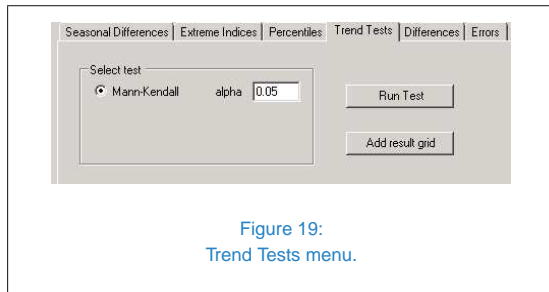 Seasonal Differences Extreme Indices Percentiles Trend Tests Differences Errors
Select test
Mann-Kendall alpha 0.05
Run Test
Add result grid
Figure 19:
Trend Tests menu.